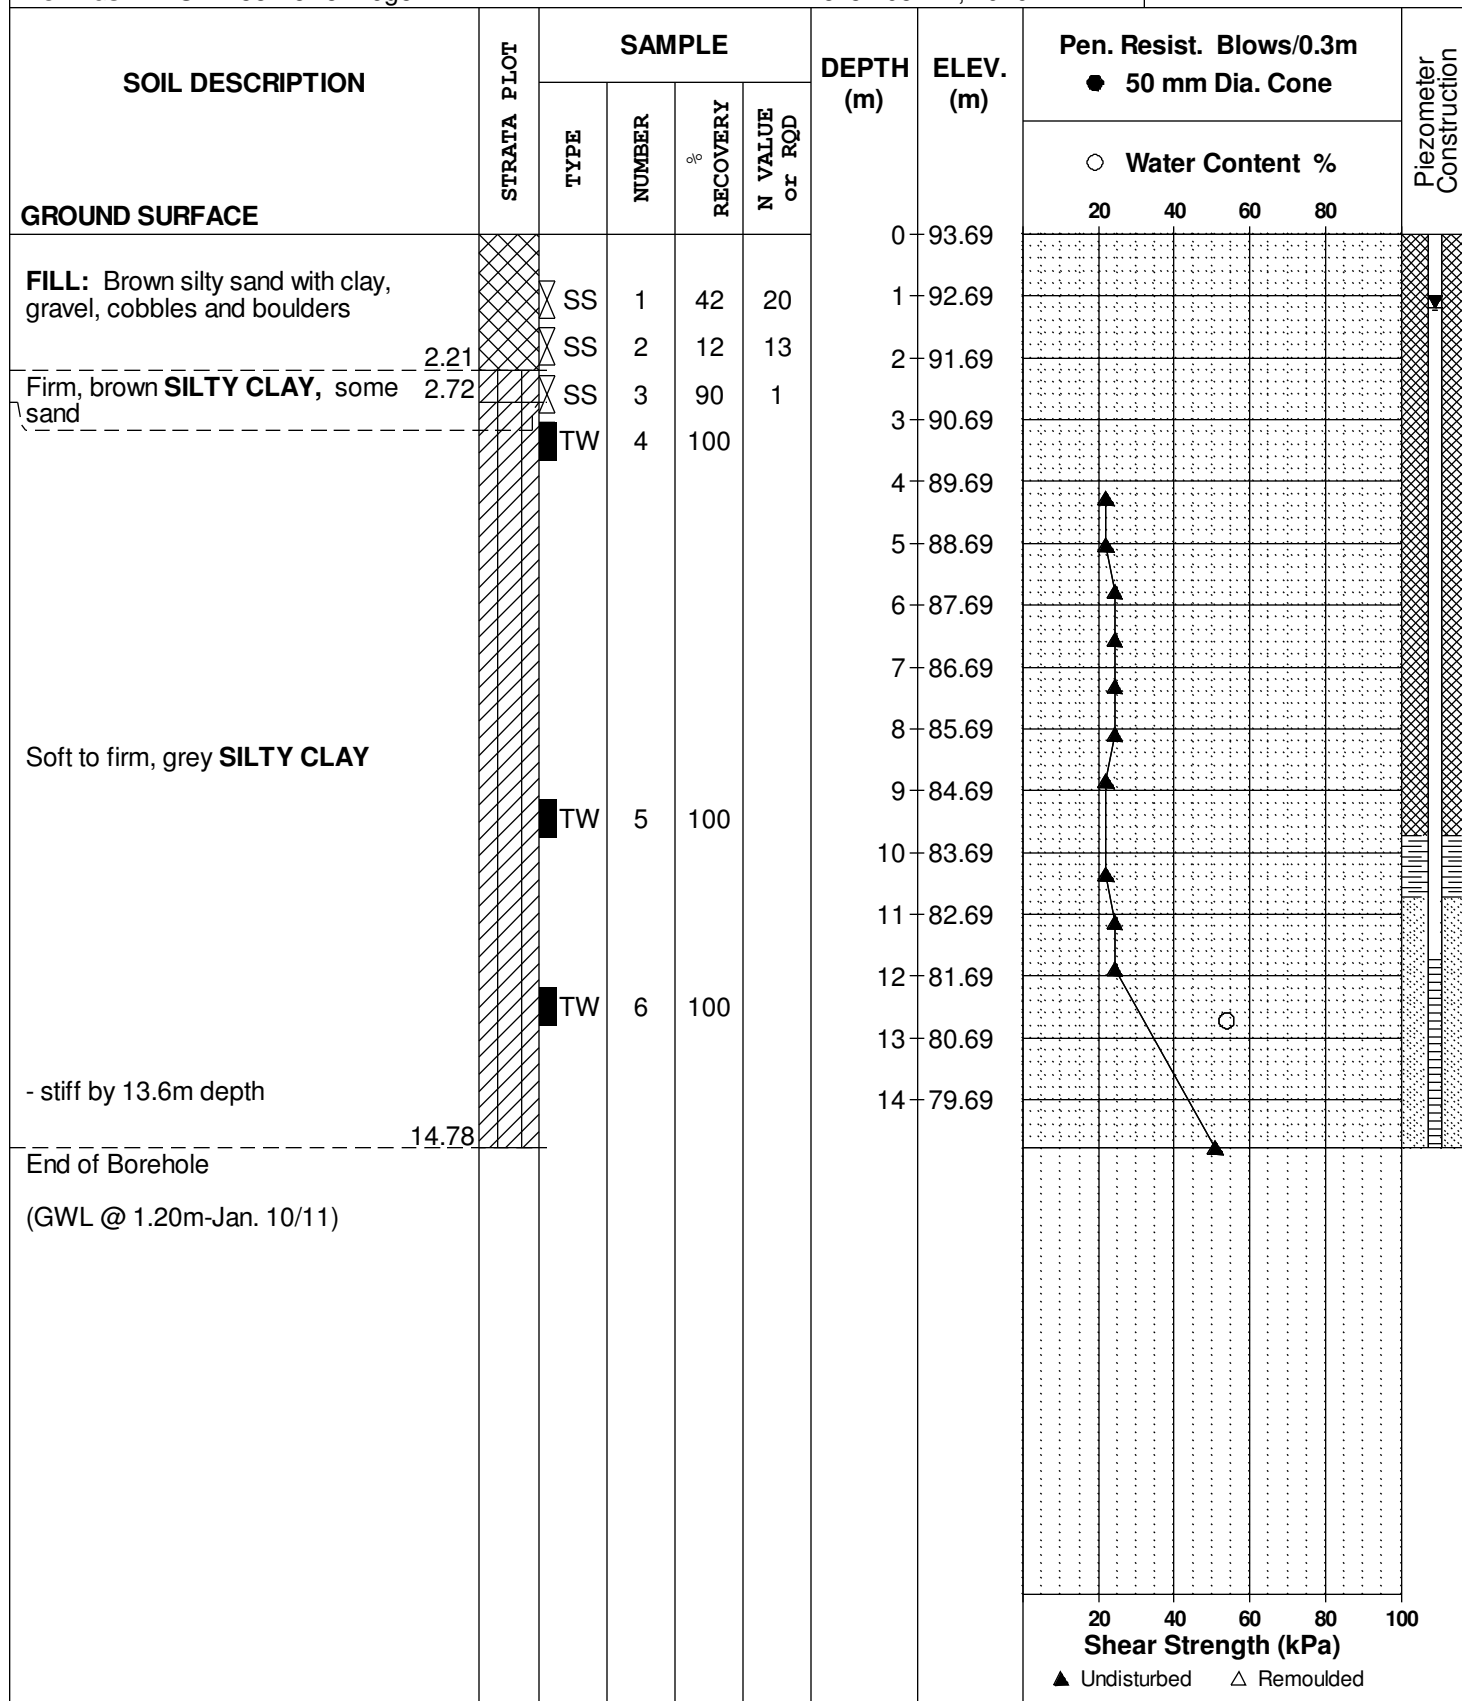 SOIL DESCRIPTION
GROUND SURFACE
STRATA PLOT
SAMPLE
TYPE
NUMBER
% RECOVERY
N VALUE or RQD
DEPTH (m)
ELEV. (m)
Pen. Resist. Blows/0.3m
● 50 mm Dia. Cone
○ Water Content %
20 40 60 80
Piezometer Construction
0 93.69
FILL: Brown silty sand with clay,
gravel, cobbles and boulders
SS 1 42 20
1 92.69
SS 2 12 13
2.21
2 91.69
Firm, brown SILTY CLAY, some 2.72
sand
SS 3 90 1
3 90.69
TW 4 100
4 89.69
5 88.69
6 87.69
7 86.69
8 85.69
Soft to firm, grey SILTY CLAY
9 84.69
TW 5 100
10 83.69
11 82.69
12 81.69
TW 6 100
13 80.69
- stiff by 13.6m depth
14 79.69
14.78
End of Borehole
(GWL @ 1.20m-Jan. 10/11)
20 40 60 80 100
Shear Strength (kPa)
▲ Undisturbed △ Remoulded